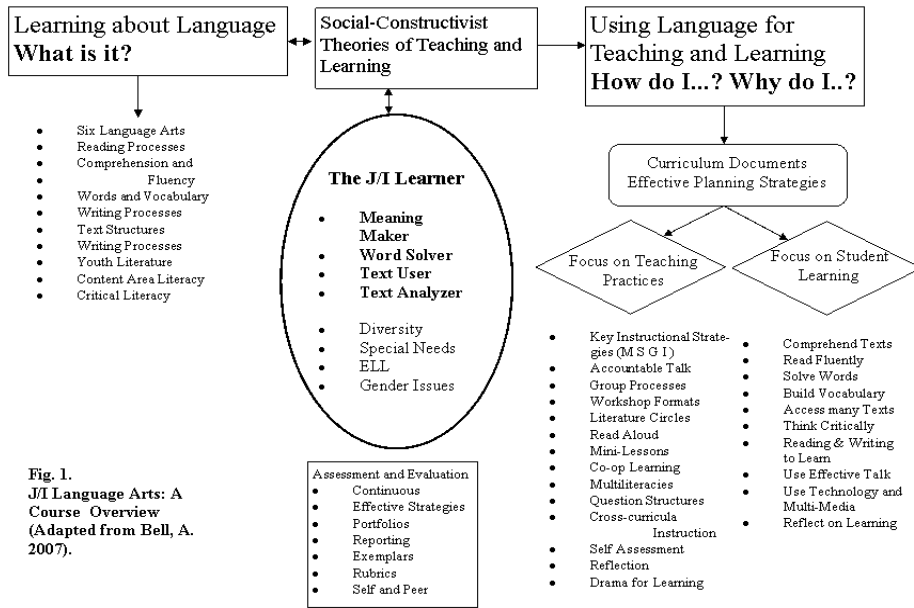 Learning about Language
What is it?
Social-Constructivist
Theories of Teaching and
Learning
Using Language for
Teaching and Learning
How do I...? Why do I..?
• Six Language Arts
• Reading Processes
• Comprehension and
• Fluency
• Words and Vocabulary
• Writing Processes
• Text Structures
• Writing Processes
• Youth Literature
• Content Area Literacy
• Critical Literacy
The J/I Learner
• Meaning
Maker
• Word Solver
• Text User
• Text Analyzer
• Diversity
• Special Needs
• ELL
• Gender Issues
Assessment and Evaluation
• Continuous
• Effective Strategies
• Portfolios
• Reporting
• Exemplars
• Rubrics
• Self and Peer
Curriculum Documents
Effective Planning Strategies
Focus on Teaching
Practices
Focus on Student
Learning
• Key Instructional Strate-
gies (M S G I )
• Accountable Talk
• Group Processes
• Workshop Formats
• Literature Circles
• Read Aloud
• Mini-Lessons
• Co-op Learning
• Multiliteracies
• Question Structures
• Cross-curricula
Instruction
• Self Assessment
• Reflection
• Drama for Learning
• Comprehend Texts
• Read Fluently
• Solve Words
• Build Vocabulary
• Access many Texts
• Think Critically
• Reading & Writing
to Learn
• Use Effective Talk
• Use Technology and
Multi-Media
• Reflect on Learning
Fig. 1.
J/I Language Arts: A
Course Overview
(Adapted from Bell, A.
2007).